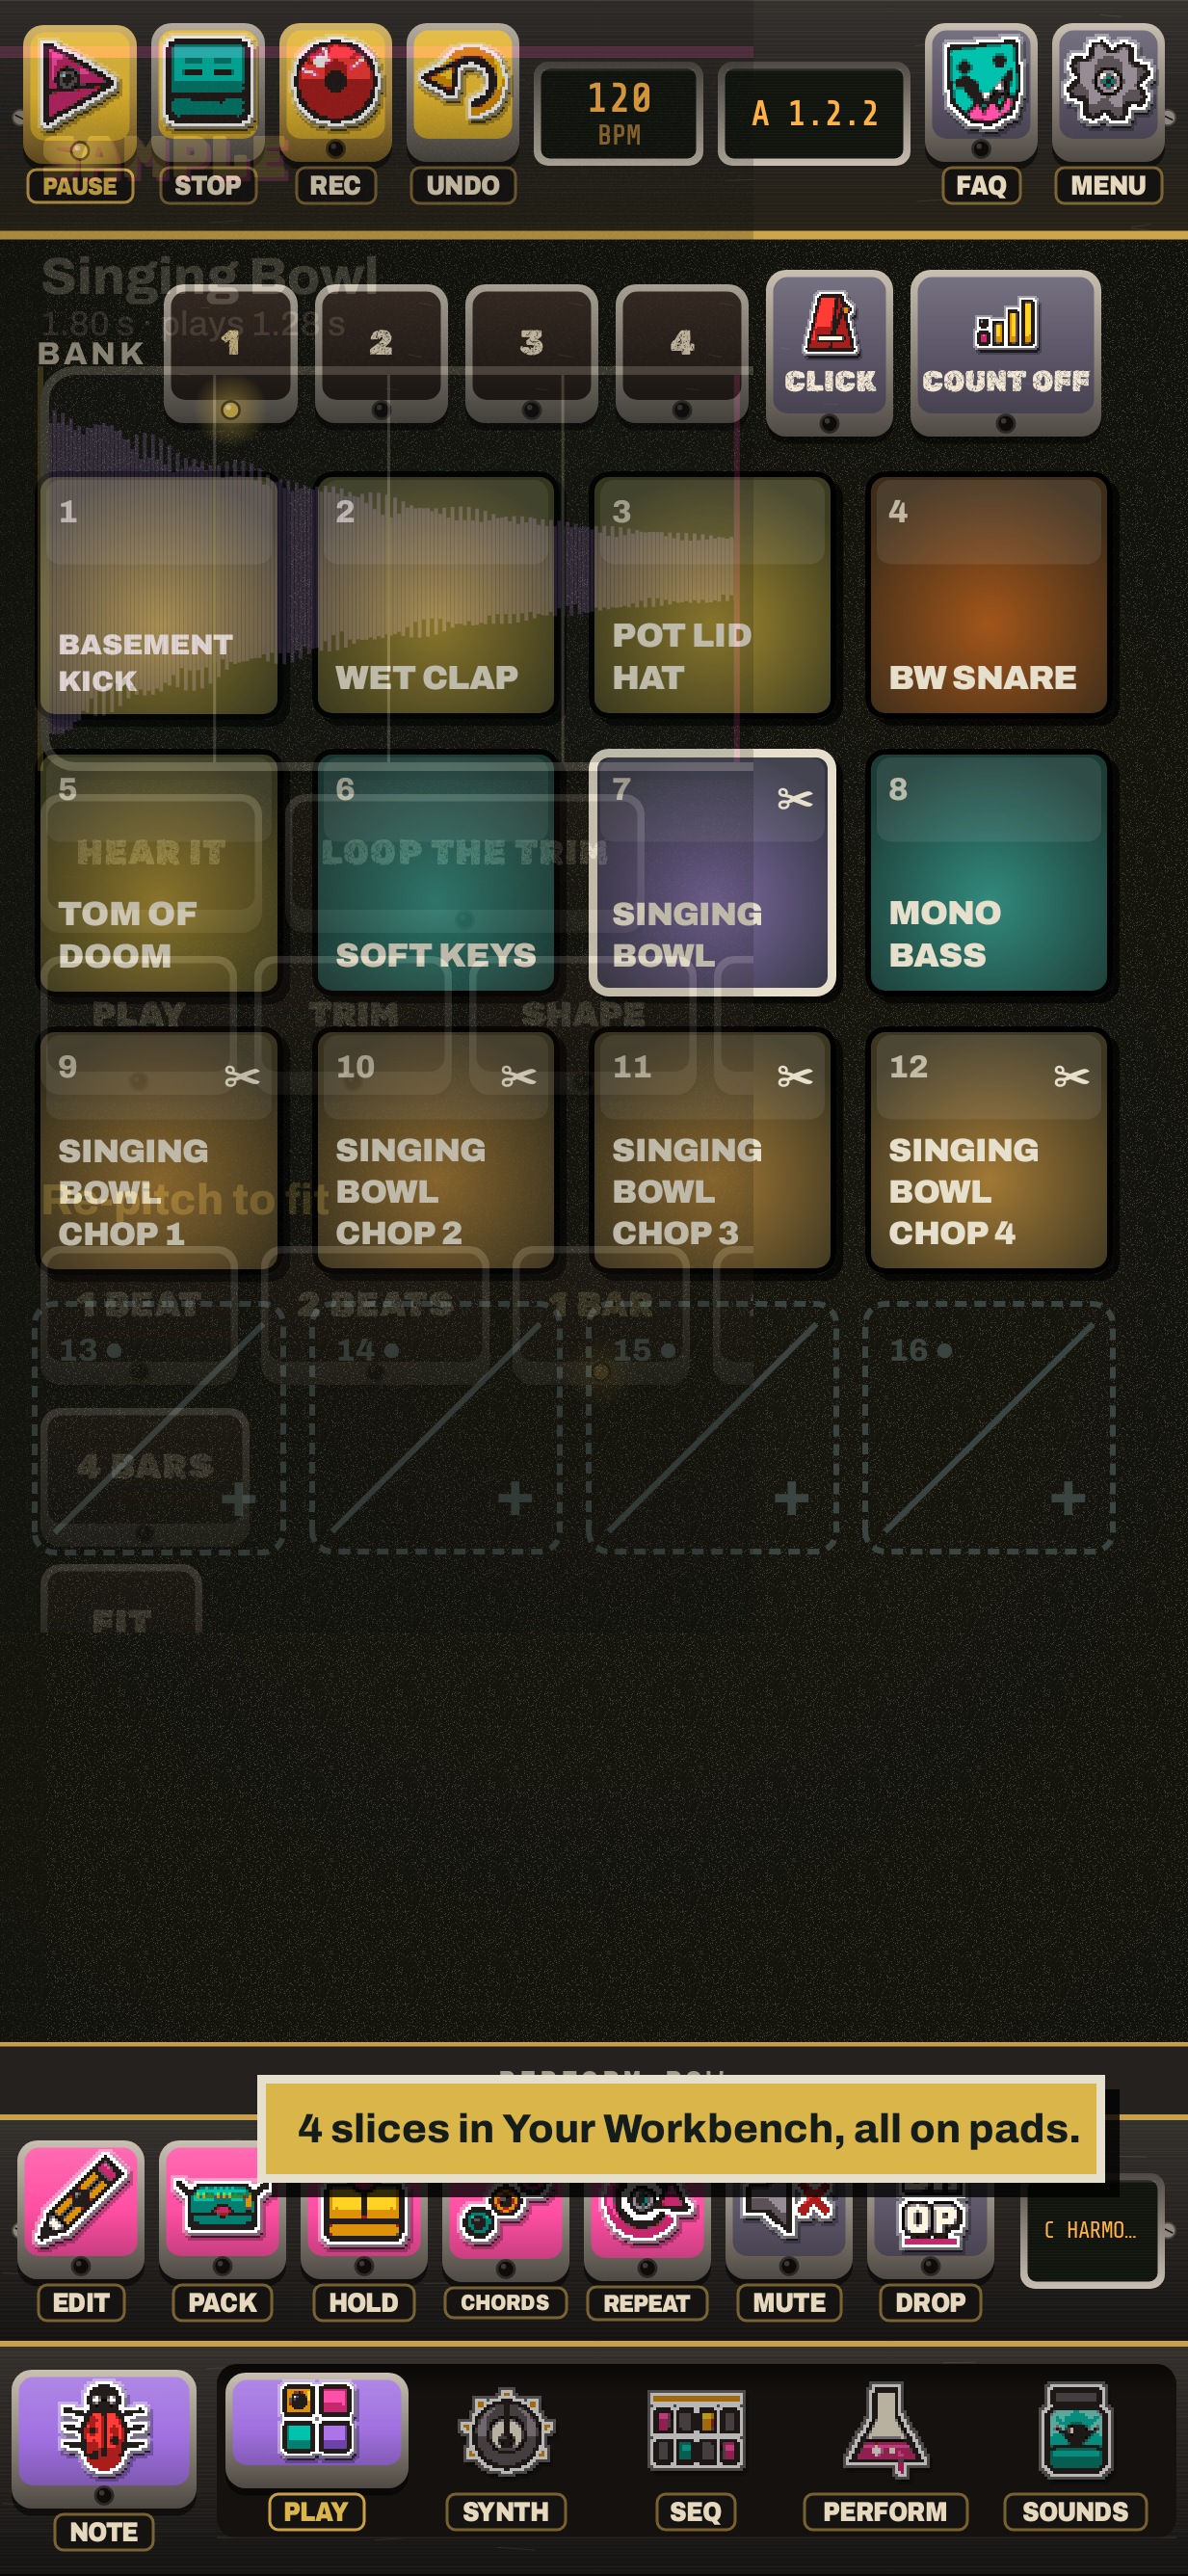 SAMPLE
PAUSE
STOP
REC
UNDO
120
BPM
A 1.2.2
FAQ
MENU
Singing Bowl
1.80 s · plays 1.28 s
BANK
1
2
3
4
CLICK
COUNT OFF
1
BASEMENT
KICK
2
WET CLAP
3
POT LID
HAT
4
BW SNARE
5
TOM OF
DOOM
6
SOFT KEYS
7
SINGING
BOWL
8
MONO
BASS
HEAR IT
LOOP THE TRIM
PLAY
TRIM
SHAPE
9
SINGING
BOWL
CHOP 1
10
SINGING
BOWL
CHOP 2
11
SINGING
BOWL
CHOP 3
12
SINGING
BOWL
CHOP 4
Re-pitch to fit
1 BEAT
2 BEATS
1 BAR
13
14
15
16
4 BARS
FIT
4 slices in Your Workbench, all on pads.
OP
C HARMO…
EDIT
PACK
HOLD
CHORDS
REPEAT
MUTE
DROP
NOTE
PLAY
SYNTH
SEQ
PERFORM
SOUNDS